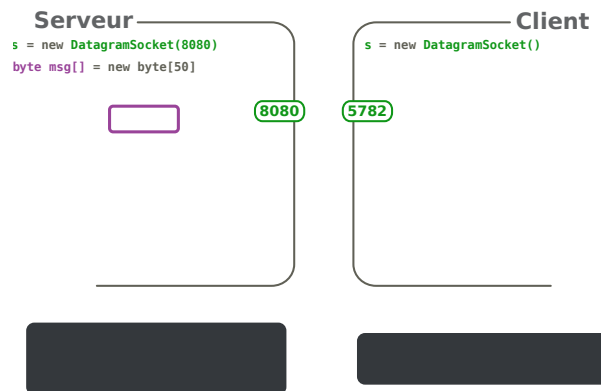 Serveur
s = new DatagramSocket(8080)
byte msg[] = new byte[50]
8080
Client
s = new DatagramSocket()
5782